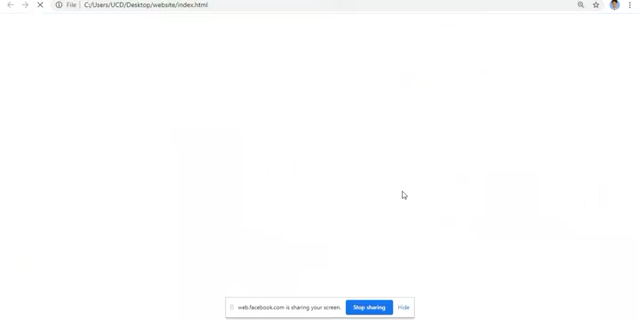 File C:/Users/UCD/Desktop/website/index.html
web.facebook.com is sharing your screen. Stop sharing Hide